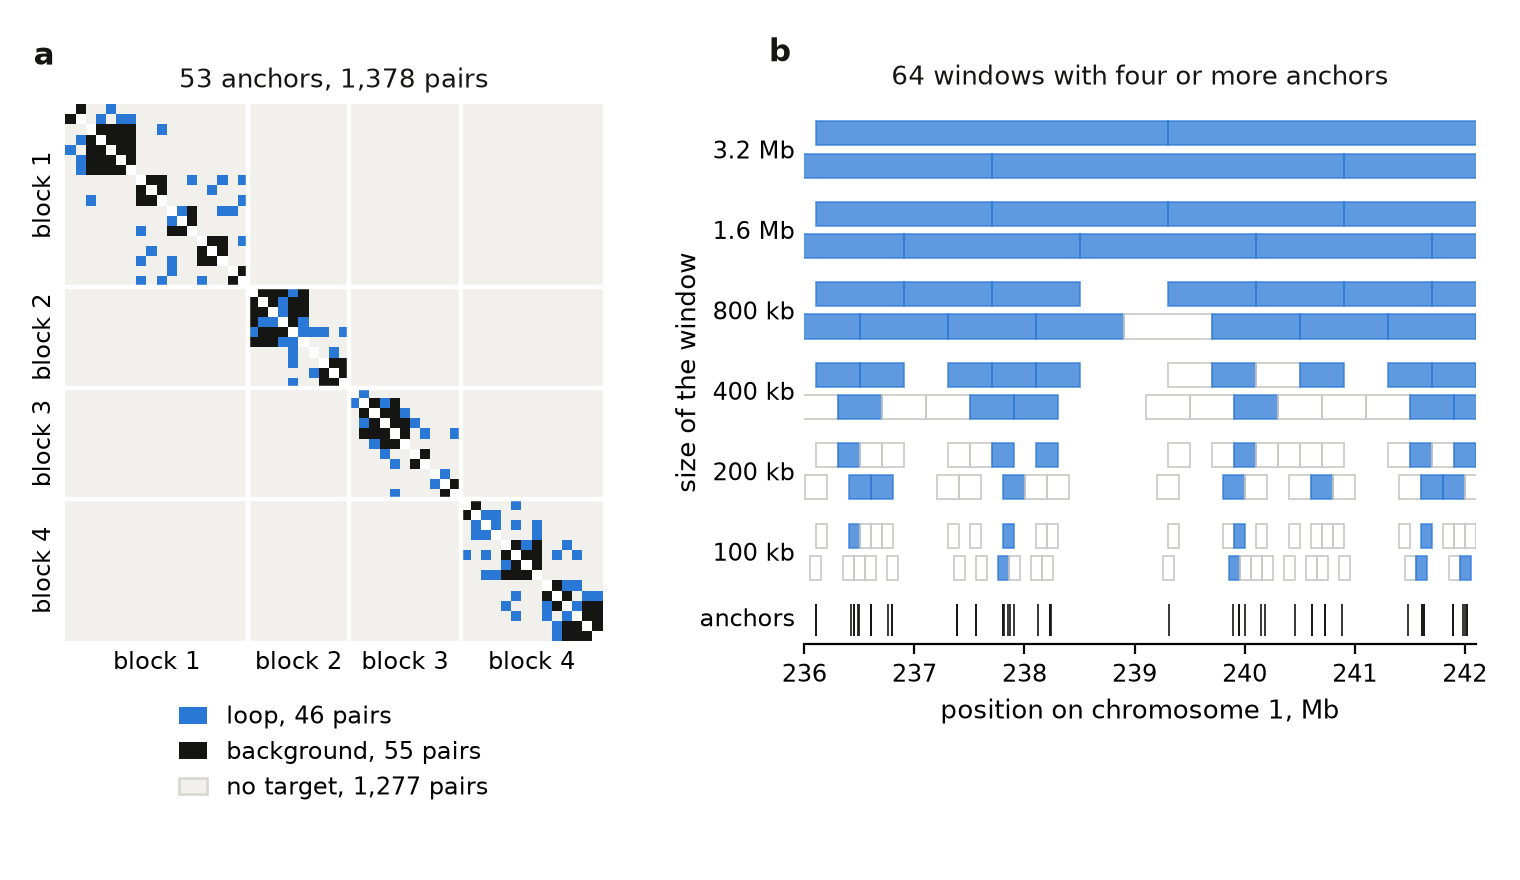 a
53 anchors, 1,378 pairs
block 1
block 2
block 3
block 4
block 1 block 2 block 3 block 4
loop, 46 pairs
background, 55 pairs
no target, 1,277 pairs
b
64 windows with four or more anchors
size of the window
3.2 Mb
1.6 Mb
800 kb
400 kb
200 kb
100 kb
anchors
236 237 238 239 240 241 242
position on chromosome 1, Mb